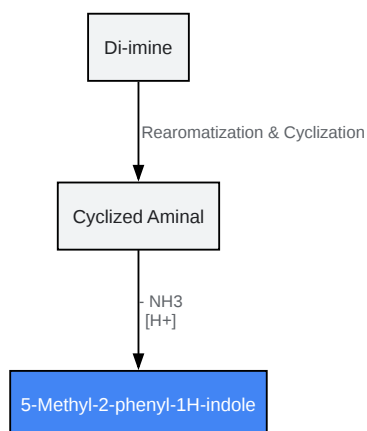 Di-imine
Rearomatization & Cyclization
Cyclized Aminal
- NH3
[H+]
5-Methyl-2-phenyl-1H-indole